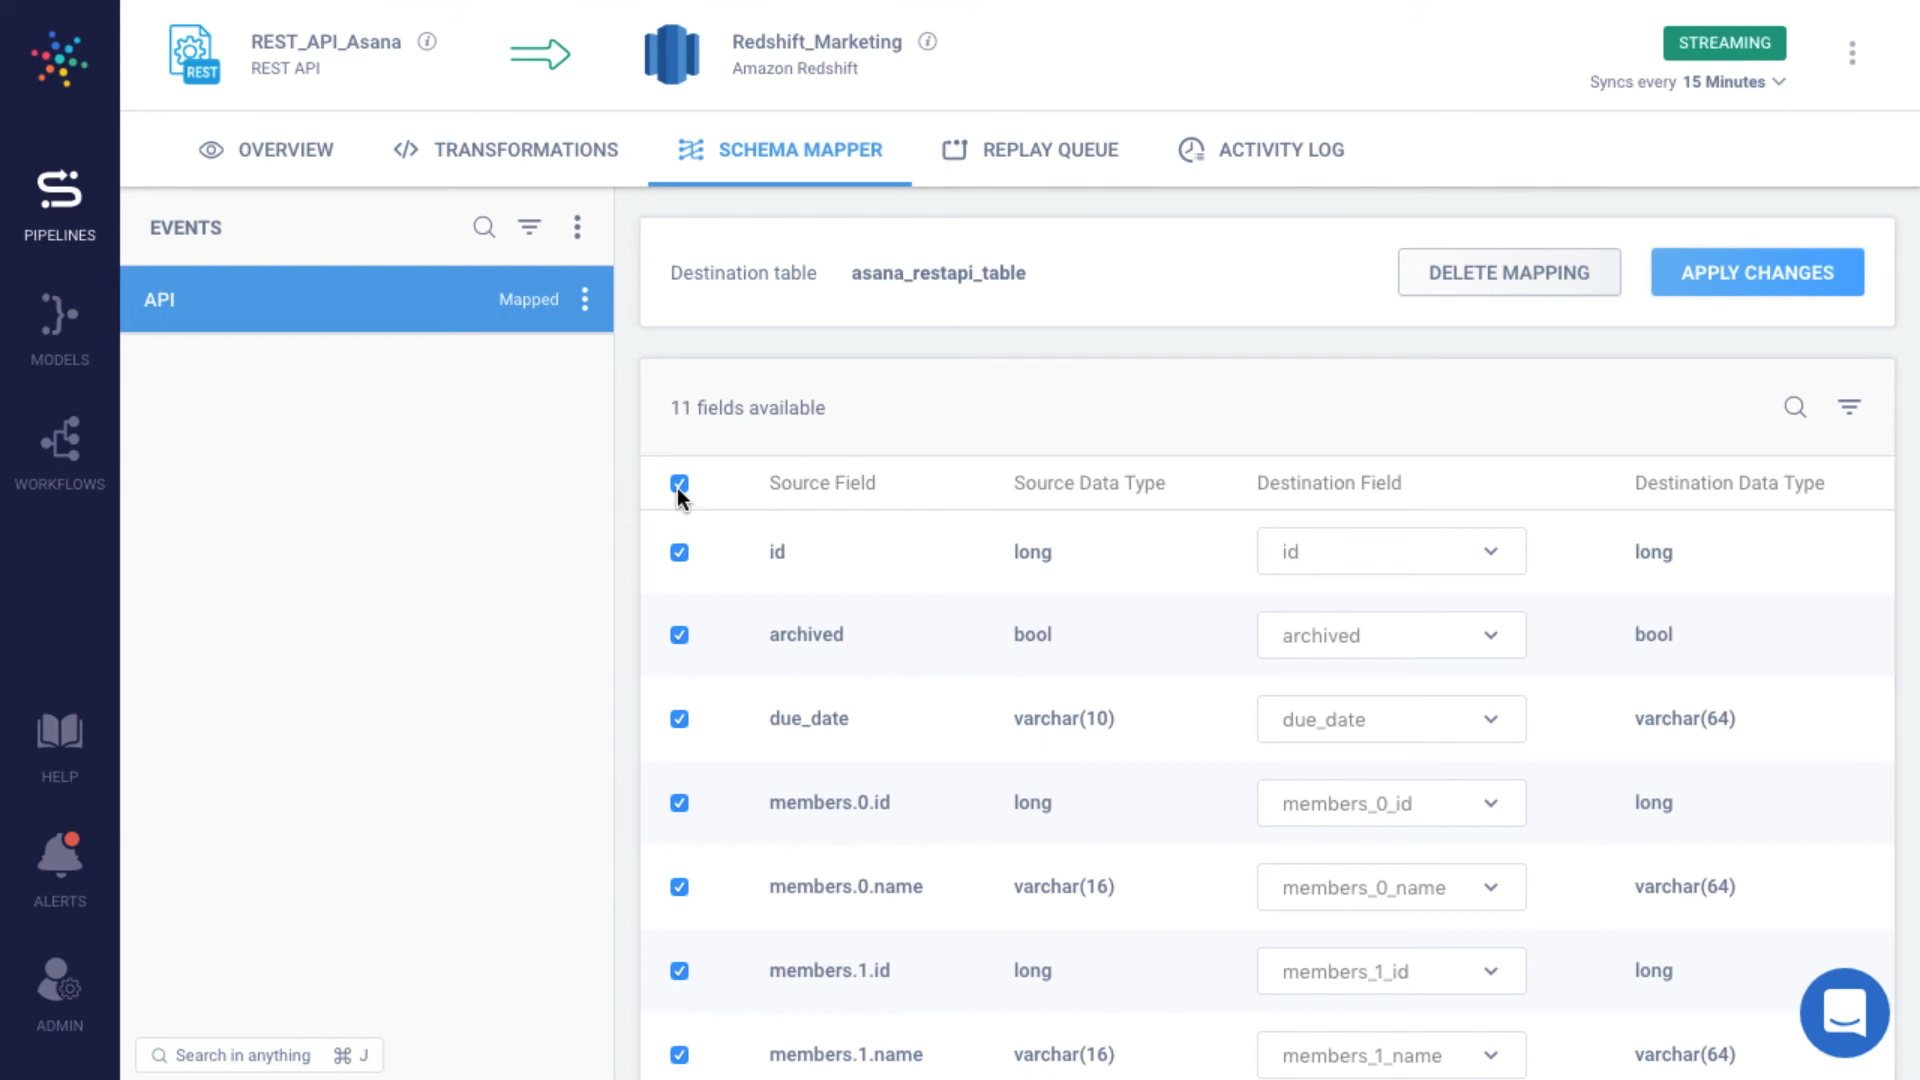 REST_API_Asana
REST API
REST
Redshift_Marketing
Amazon Redshift
STREAMING
Syncs every 15 Minutes
OVERVIEW
TRANSFORMATIONS
SCHEMA MAPPER
REPLAY QUEUE
ACTIVITY LOG
PIPELINES
MODELS
WORKFLOWS
HELP
ALERTS
ADMIN
EVENTS
API Mapped
Search in anything ⌘ J
Destination table asana_restapi_table
DELETE MAPPING
APPLY CHANGES
11 fields available
Source Field Source Data Type Destination Field Destination Data Type
id long id long
archived bool archived bool
due_date varchar(10) due_date varchar(64)
members.0.id long members_0_id long
members.0.name varchar(16) members_0_name varchar(64)
members.1.id long members_1_id long
members.1.name varchar(16) members_1_name varchar(64)